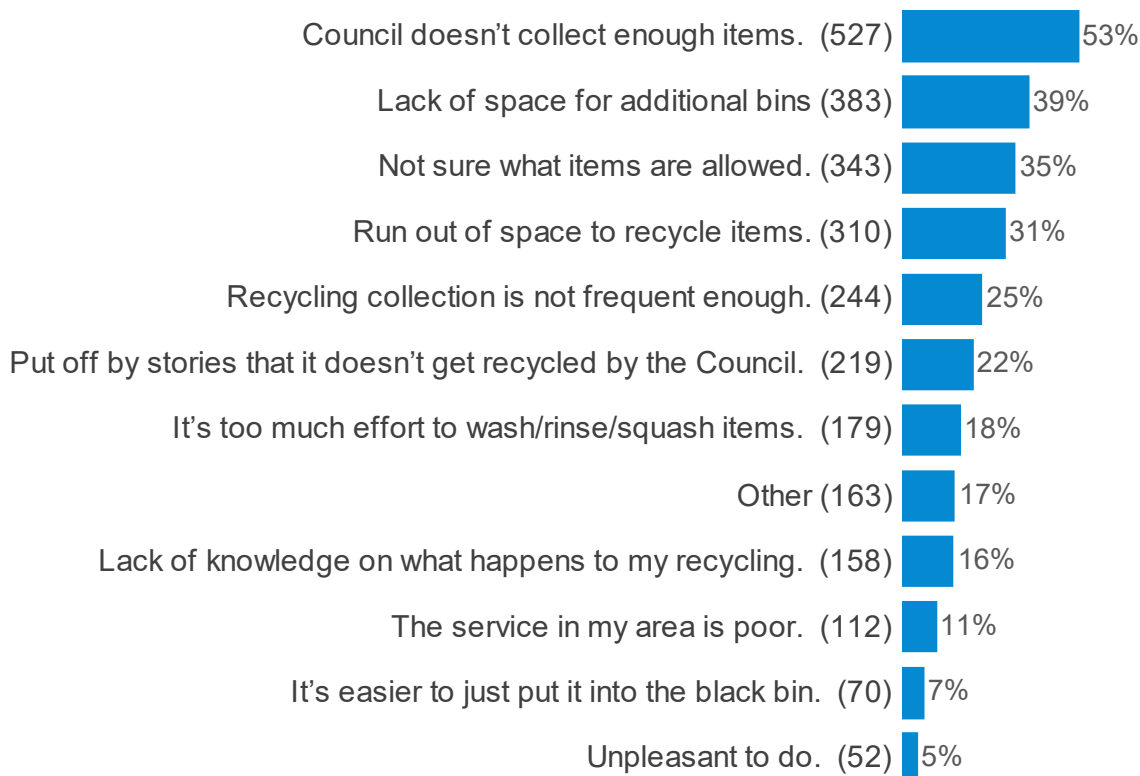 Council doesn’t collect enough items.  (527) 53%
Lack of space for additional bins (383) 39%
Not sure what items are allowed. (343) 35%
Run out of space to recycle items. (310) 31%
Recycling collection is not frequent enough. (244) 25%
Put off by stories that it doesn’t get recycled by the Council.  (219) 22%
It’s too much effort to wash/rinse/squash items.  (179) 18%
Other (163) 17%
Lack of knowledge on what happens to my recycling.  (158) 16%
The service in my area is poor.  (112) 11%
It’s easier to just put it into the black bin.  (70) 7%
Unpleasant to do.  (52) 5%